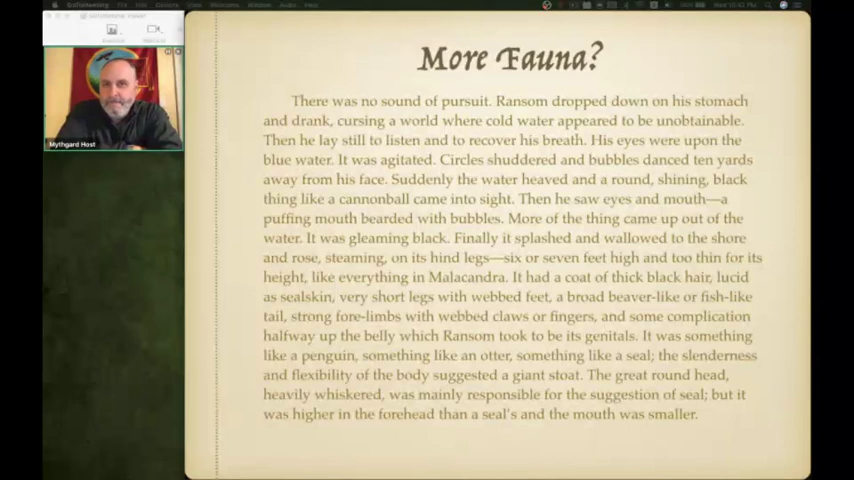 GoToMeeting File Edit View Window Help
Mythgard Host
More Fauna?
There was no sound of pursuit. Ransom dropped down on his stomach
and drank, cursing a world where cold water appeared to be unobtainable.
Then he lay still to listen and to recover his breath. His eyes were upon the
blue water. It was agitated. Circles shuddered and bubbles danced ten yards
away from his face. Suddenly the water heaved and a round, shining, black
thing like a cannonball came into sight. Then he saw eyes and mouth—a
puffing mouth bearded with bubbles. More of the thing came up out of the
water. It was gleaming black. Finally it splashed and wallowed to the shore
and rose, steaming, on its hind legs—six or seven feet high and too thin for its
height, like everything in Malacandra. It had a coat of thick black hair, lucid
as sealskin, very short legs with webbed feet, a broad beaver-like or fish-like
tail, strong fore-limbs with webbed claws or fingers, and some complication
halfway up the belly which Ransom took to be its genitals. It was something
like a penguin, something like an otter, something like a seal; the slenderness
and flexibility of the body suggested a giant stoat. The great round head,
heavily whiskered, was mainly responsible for the suggestion of seal; but it
was higher in the forehead than a seal's and the mouth was smaller.